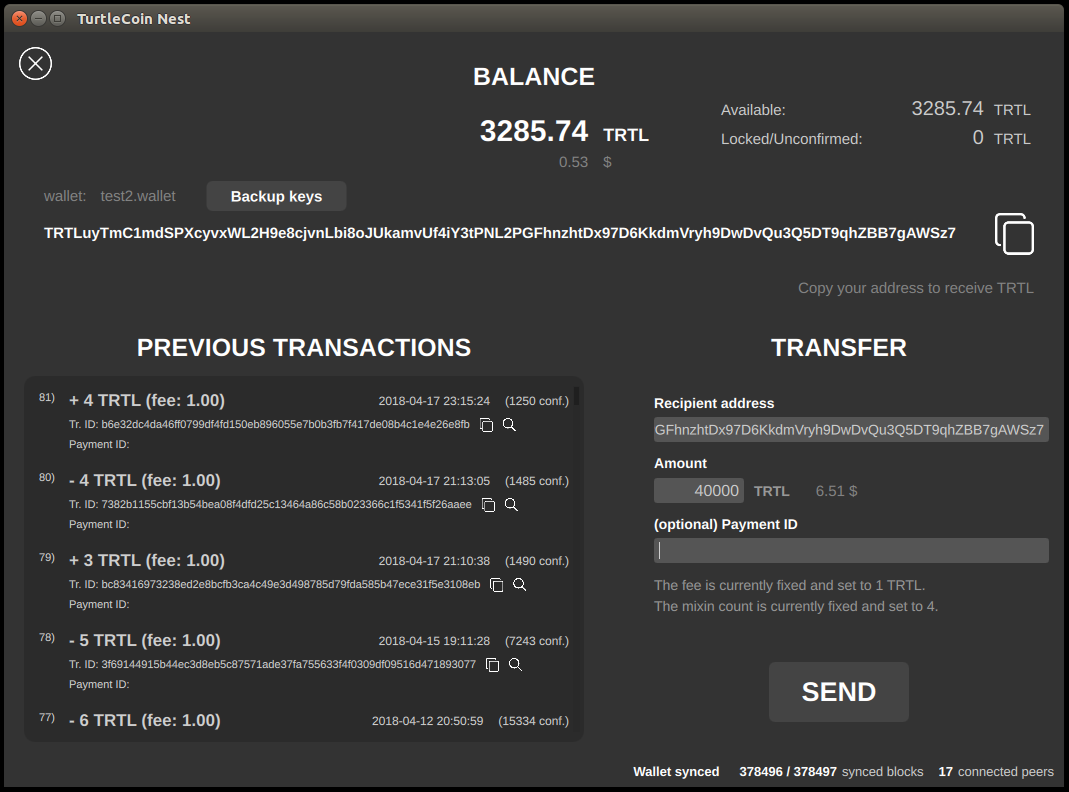 TurtleCoin Nest
BALANCE
3285.74 TRTL
0.53 $
Available: 3285.74 TRTL
Locked/Unconfirmed: 0 TRTL
wallet: test2.wallet Backup keys
TRTLuyTmC1mdSPXcyvxWL2H9e8cjvnLbi8oJUkamvUf4iY3tPNL2PGFhnzhtDx97D6KkdmVryh9DwDvQu3Q5DT9qhZBB7gAWSz7
Copy your address to receive TRTL
PREVIOUS TRANSACTIONS
81) + 4 TRTL (fee: 1.00) 2018-04-17 23:15:24 (1250 conf.)
Tr. ID: b6e32dc4da46ff0799df4fd150eb896055e7b0b3fb7f417de08b4c1e4e26e8fb
Payment ID:
80) - 4 TRTL (fee: 1.00) 2018-04-17 21:13:05 (1485 conf.)
Tr. ID: 7382b1155cbf13b54bea08f4dfd25c13464a86c58b023366c1f5341f5f26aaee
Payment ID:
79) + 3 TRTL (fee: 1.00) 2018-04-17 21:10:38 (1490 conf.)
Tr. ID: bc83416973238ed2e8bcfb3ca4c49e3d498785d79fda585b47ece31f5e3108eb
Payment ID:
78) - 5 TRTL (fee: 1.00) 2018-04-15 19:11:28 (7243 conf.)
Tr. ID: 3f69144915b44ec3d8eb5c87571ade37fa755633f4f0309df09516d471893077
Payment ID:
77) - 6 TRTL (fee: 1.00) 2018-04-12 20:50:59 (15334 conf.)
TRANSFER
Recipient address
GFhnzhtDx97D6KkdmVryh9DwDvQu3Q5DT9qhZBB7gAWSz7
Amount
40000 TRTL 6.51 $
(optional) Payment ID
The fee is currently fixed and set to 1 TRTL.
The mixin count is currently fixed and set to 4.
SEND
Wallet synced 378496 / 378497 synced blocks 17 connected peers